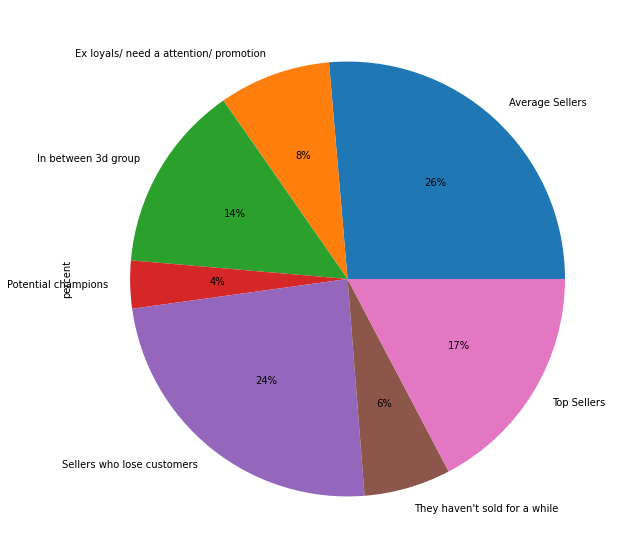 Ex loyals/ need a attention/ promotion
Average Sellers
8%
In between 3d group
26%
14%
Potential champions
4%
percent
17%
24%
6%
Top Sellers
Sellers who lose customers
They haven't sold for a while